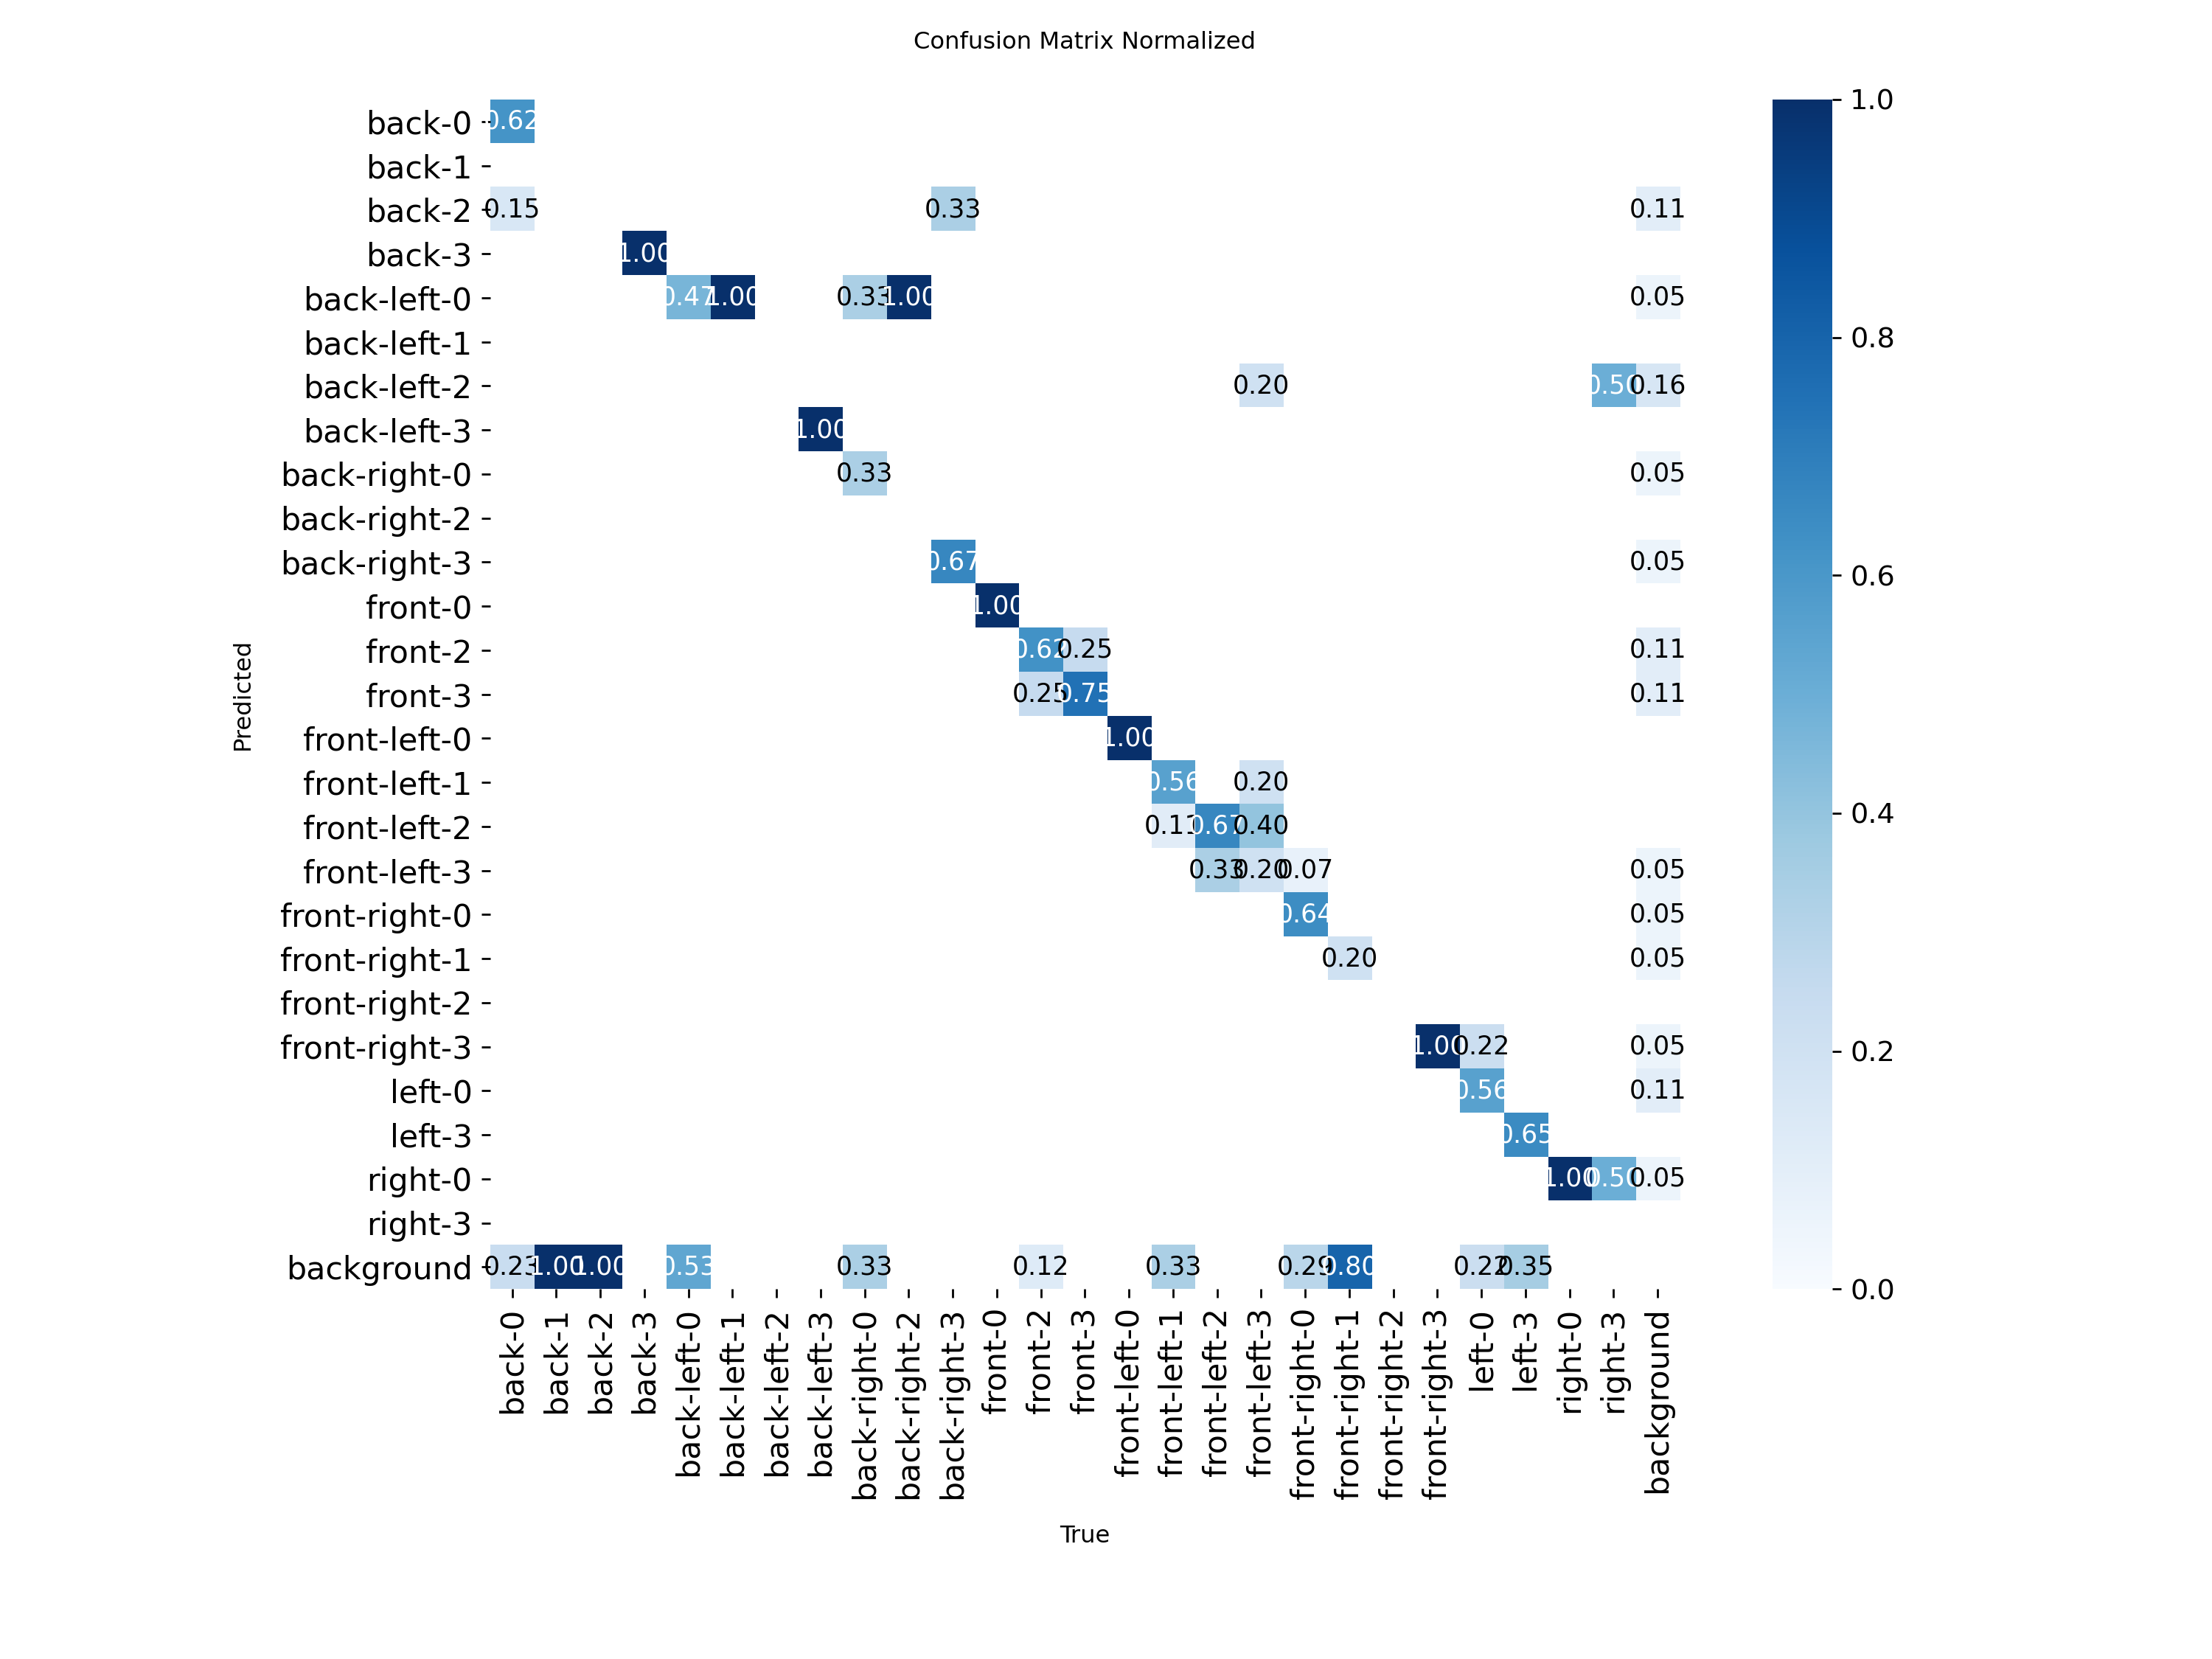 Confusion Matrix Normalized
back-0 0.62
back-1
back-2 0.15 0.33 0.11
back-3 1.00
back-left-0 0.47 1.00 0.33 1.00 0.05
back-left-1
back-left-2 0.20 0.50 0.16
back-left-3 1.00
back-right-0 0.33 0.05
back-right-2
back-right-3 0.67 0.05
front-0 1.00
front-2 0.62 0.25 0.11
front-3 0.25 0.75 0.11
front-left-0 1.00
front-left-1 0.56 0.20
front-left-2 0.11 0.67 0.40
front-left-3 0.33 0.20 0.07 0.05
front-right-0 0.64 0.05
front-right-1 0.20 0.05
front-right-2
front-right-3 1.00 0.22 0.05
left-0 0.56 0.11
left-3 0.65
right-0 1.00 0.50 0.05
right-3
background 0.23 1.00 1.00 0.53 0.33 0.12 0.33 0.29 0.80 0.22 0.35
Predicted
back-0 back-1 back-2 back-3 back-left-0 back-left-1 back-left-2 back-left-3 back-right-0 back-right-2 back-right-3 front-0 front-2 front-3 front-left-0 front-left-1 front-left-2 front-left-3 front-right-0 front-right-1 front-right-2 front-right-3 left-0 left-3 right-0 right-3 background
True
1.0
0.8
0.6
0.4
0.2
0.0